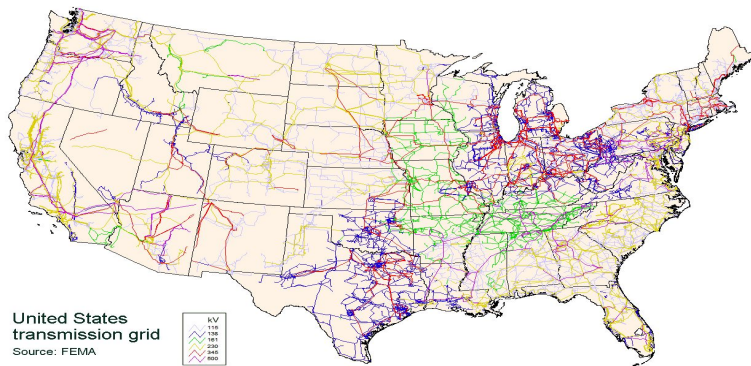 United States
transmission grid
Source: FEMA
kV
115
138
161
230
345
500